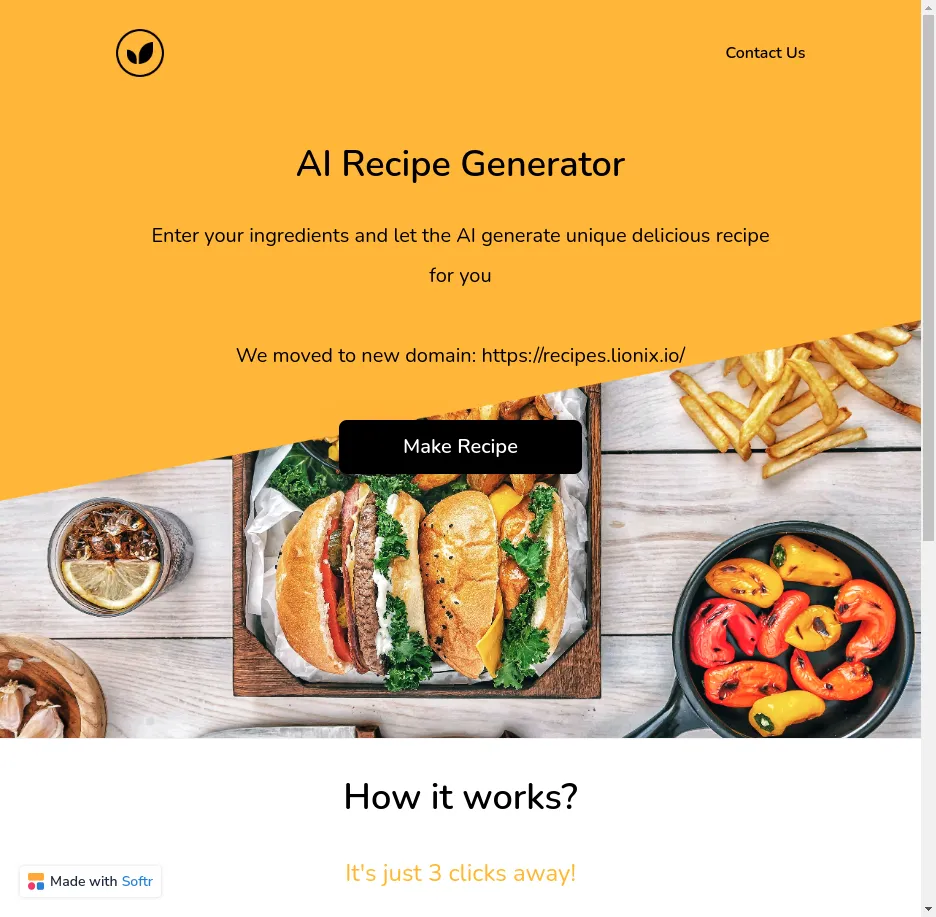 Contact Us
AI Recipe Generator
Enter your ingredients and let the AI generate unique delicious recipe
for you
We moved to new domain: https://recipes.lionix.io/
Make Recipe
How it works?
It's just 3 clicks away!
Made with Softr